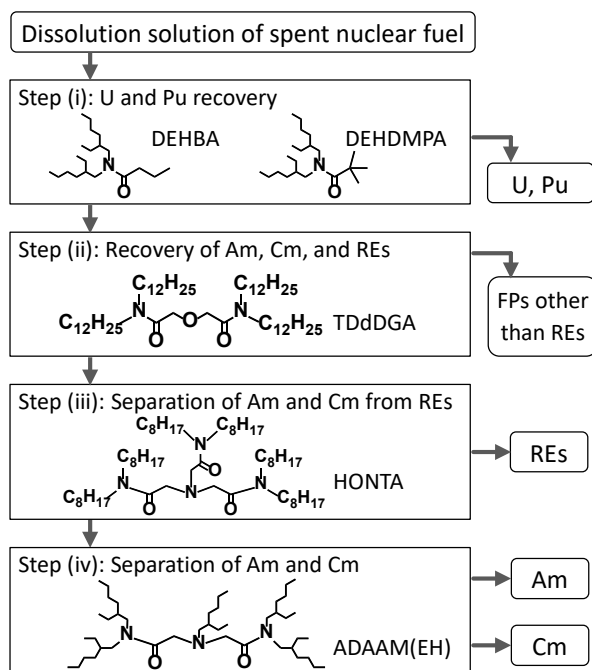 Dissolution solution of spent nuclear fuel
Step (i): U and Pu recovery
DEHBA
DEHDMPA
N
O
N
O
U, Pu
Step (ii): Recovery of Am, Cm, and REs
C12H25
C12H25
N
O
N
C12H25
C12H25
O
O
TDdDGA
FPs other
than REs
Step (iii): Separation of Am and Cm from REs
C8H17
C8H17
N
C8H17
O
C8H17
N
N
N
C8H17
C8H17
O
O
HONTA
REs
Step (iv): Separation of Am and Cm
N
N
N
O
O
ADAAM(EH)
Am
Cm